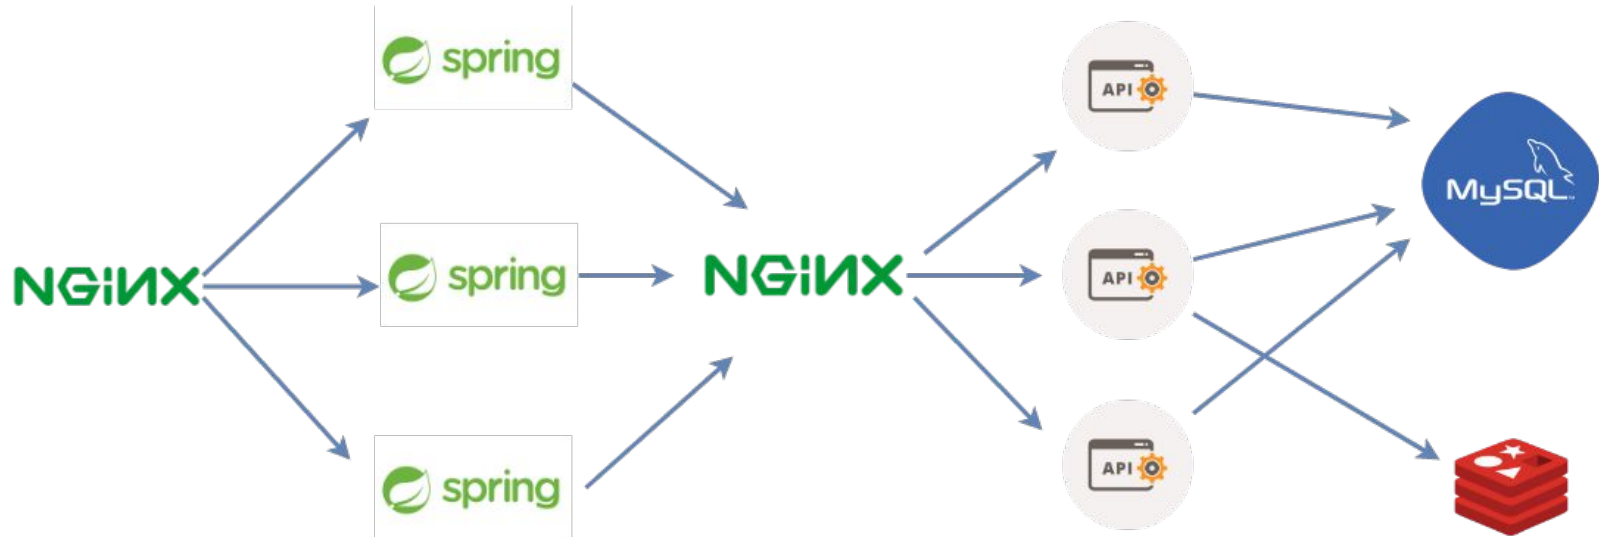 spring
spring
spring
NGiNX
NGiNX
API
API
API
MySQL